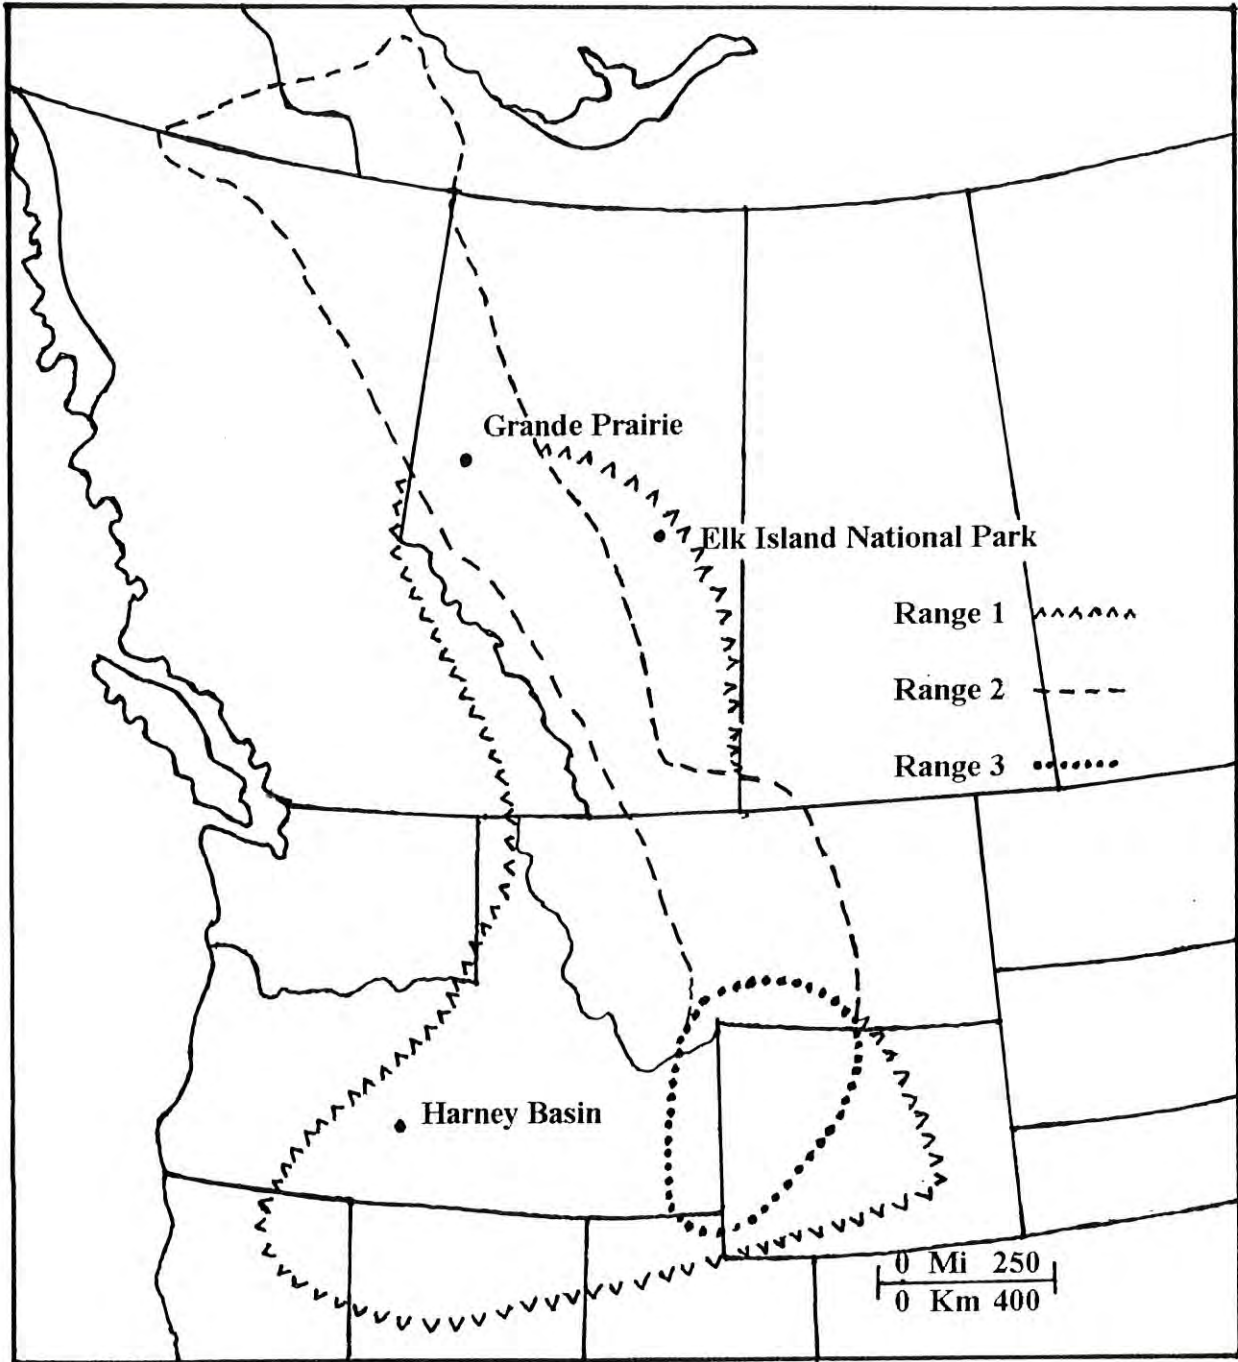 Grande Prairie
Elk Island National Park
Range 1
Range 2
Range 3
Harney Basin
0 Mi 250
0 Km 400